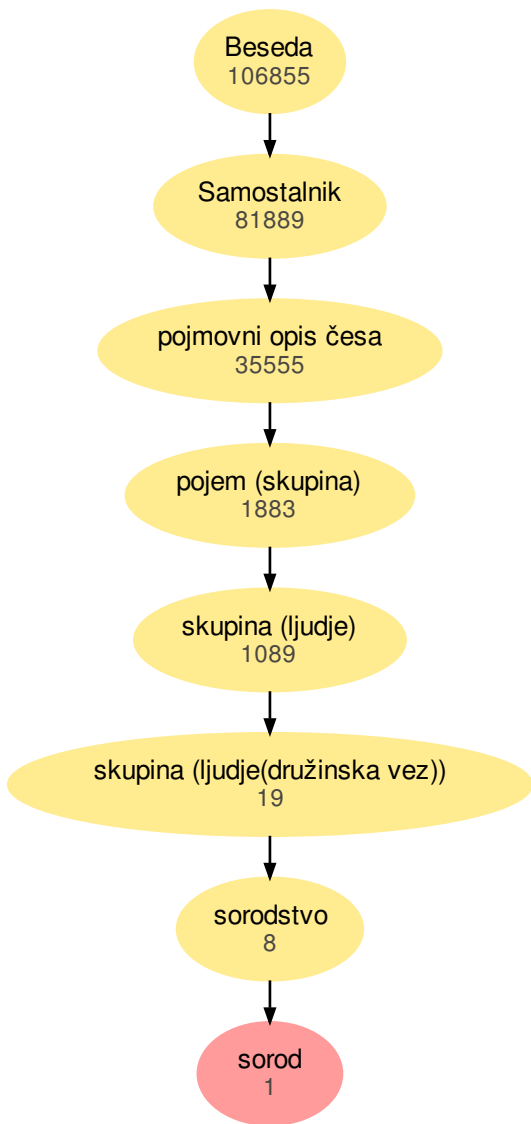 Beseda
106855
Samostalnik
81889
pojmovni opis česa
35555
pojem (skupina)
1883
skupina (ljudje)
1089
skupina (ljudje(družinska vez))
19
sorodstvo
8
sorod
1